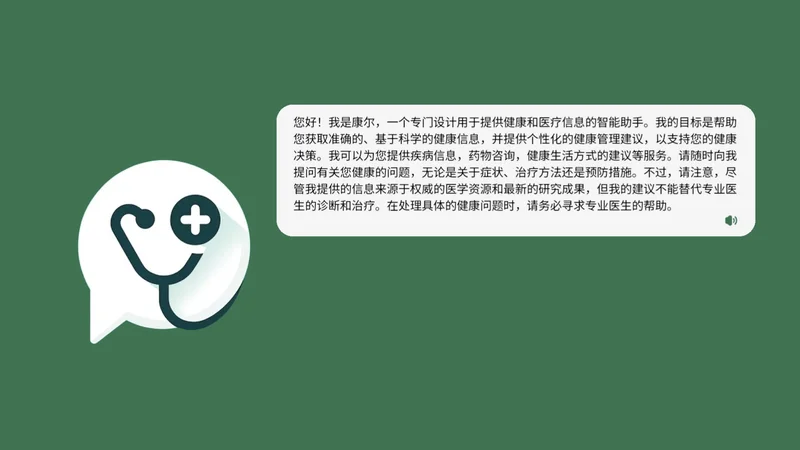 您好！我是康尔，一个专门设计用于提供健康和医疗信息的智能助手。我的目标是帮助
您获取准确的、基于科学的健康信息，并提供个性化的健康管理建议，以支持您的健康
决策。我可以为您提供疾病信息，药物咨询，健康生活方式的建议等服务。请随时向我
提问有关您健康的问题，无论是关于症状、治疗方法还是预防措施。不过，请注意，尽
管我提供的信息来源于权威的医学资源和最新的研究成果，但我的建议不能替代专业医
生的诊断和治疗。在处理具体的健康问题时，请务必寻求专业医生的帮助。